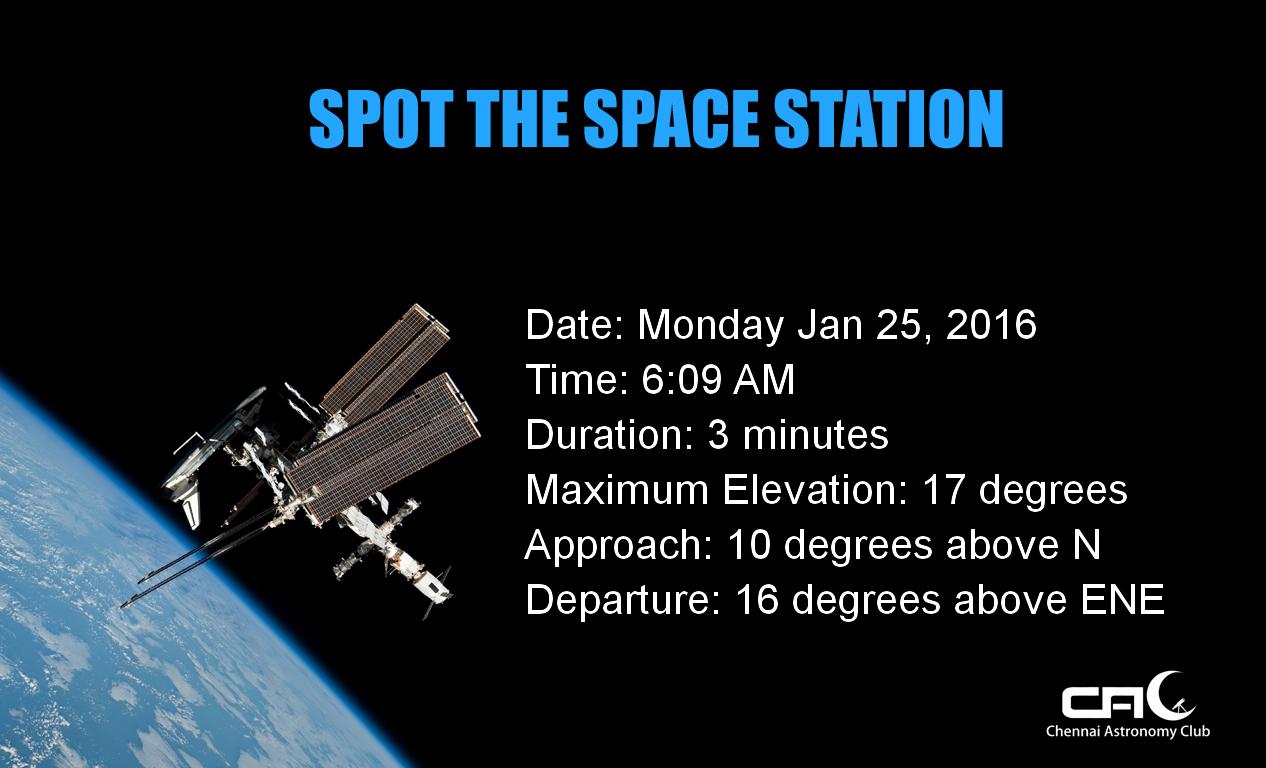 SPOT THE SPACE STATION
Date: Monday Jan 25, 2016
Time: 6:09 AM
Duration: 3 minutes
Maximum Elevation: 17 degrees
Approach: 10 degrees above N
Departure: 16 degrees above ENE
CAC
Chennai Astronomy Club